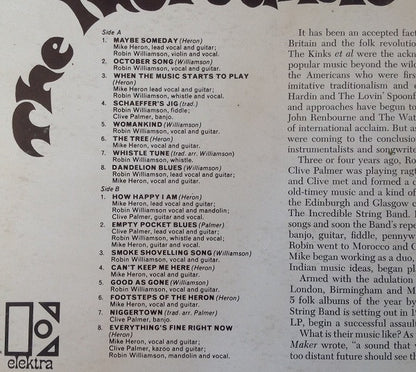 The Incredible
Side A
1. MAYBE SOMEDAY (Heron)
Mike Heron, lead vocal and guitar;
Robin Williamson, violin and vocal.
2. OCTOBER SONG (Williamson)
Robin Williamson, vocal and guitar.
3. WHEN THE MUSIC STARTS TO PLAY
(Heron)
Mike Heron lead vocal and guitar;
Robin Williamson, whistle and vocal.
4. SCHAEFFER'S JIG (trad.)
Robin Williamson, fiddle;
Clive Palmer, banjo.
5. WOMANKIND (Williamson)
Robin Williamson, vocal and guitar.
6. THE TREE (Heron)
Mike Heron, vocal and guitar.
7. WHISTLE TUNE (trad. arr. Williamson)
Robin Williamson, whistle.
8. DANDELION BLUES (Williamson)
Robin Williamson, vocal and guitar.
Side B
1. HOW HAPPY I AM (Heron)
Mike Heron, lead vocal and guitar;
Robin Williamson vocal and mandolin;
Clive Palmer, vocal and guitar.
2. EMPTY POCKET BLUES (Palmer)
Clive Palmer, lead vocal and guitar;
Robin Williamson, whistle and vocal;
Mike Heron, guitar and vocal.
3. SMOKE SHOVELLING SONG (Williamson)
Robin Williamson, vocal and guitar.
4. CAN'T KEEP ME HERE (Heron)
Mike Heron, vocal and guitar.
5. GOOD AS GONE (Williamson)
Robin Williamson, vocal and guitar.
6. FOOTSTEPS OF THE HERON (Heron)
Mike Heron, vocal and guitar.
7. NIGGERTOWN (trad. arr. Palmer)
Clive Palmer, banjo.
8. EVERYTHING'S FINE RIGHT NOW
(Heron)
Mike Heron, lead vocal and guitar;
Clive Palmer, kazoo and guitar;
Robin Williamson, mandolin and vocal.
elektra
It has been an accepted fact
Britain and the folk revolution
The Kinks et al were the ackn
popular music beyond the wild
the Americans who were firs
imitative traditionalism and e
Hardin and The Lovin' Spoonf
and approaches have begun to
John Renbourne and The Wat
of international acclaim. But a
were coming to the conclusion
instrumentalists and songwrite
Three or four years ago, Ro
Clive Palmer was playing ragt
and Clive met and formed a d
old-timey music and a kind of
the Edinburgh and Glasgow c
The Incredible String Band. T
songs and soon the Band's repe
banjo, guitar, fiddle, pennyw
Robin went to Morocco and o
Mike began working as a duo,
Indian music ideas, began pl
Armed with the adulation
London, Birmingham and M
5 folk albums of the year by
String Band is setting out in 19
LP, begin a successful assaul
What is their music like? As
Maker wrote, "a sound that w
too distant future should see th